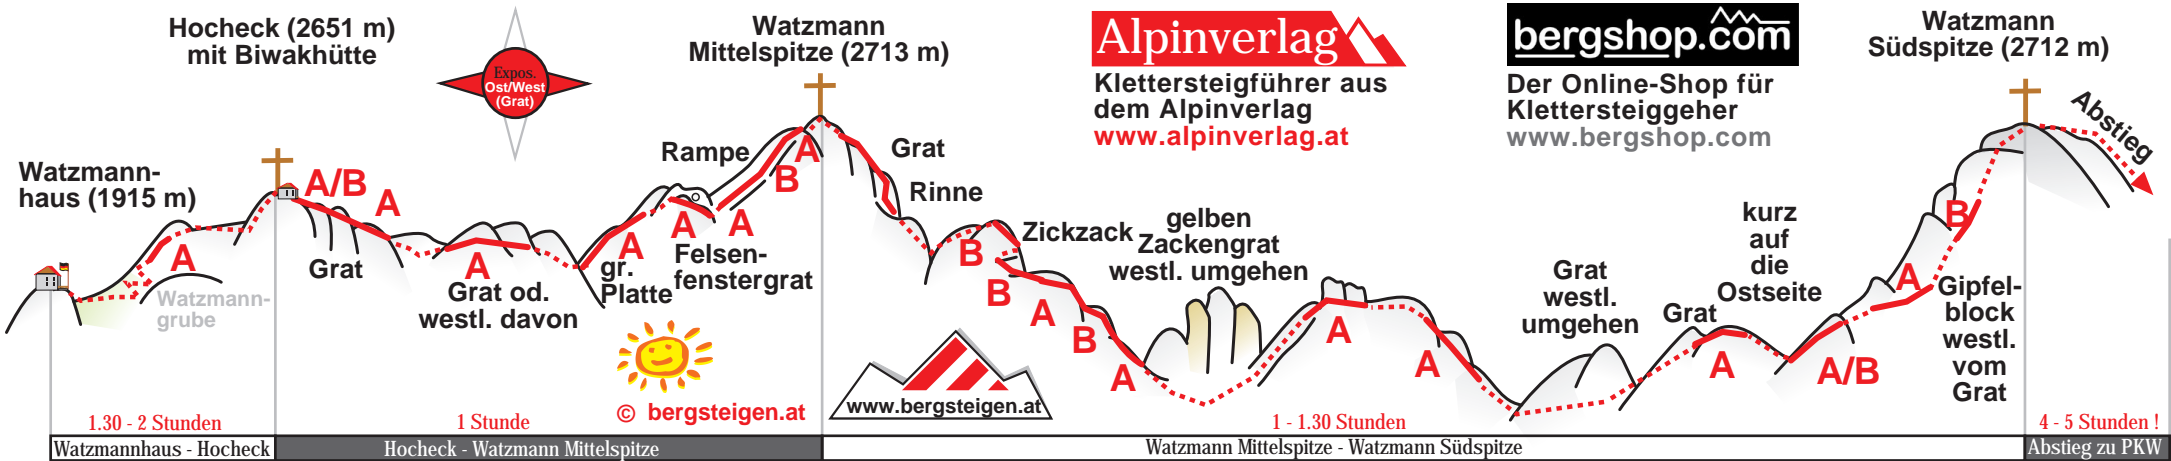 Hocheck (2651 m)
mit Biwakhütte
Expos.
Ost/West
(Grat)
Watzmann
Mittelspitze (2713 m)
Alpinverlag
Klettersteigführer aus
dem Alpinverlag
www.alpinverlag.at
bergshop.com
Der Online-Shop für
Klettersteiggeher
www.bergshop.com
Watzmann
Südspitze (2712 m)
Abstieg
Watzmann-
haus (1915 m)
A
Watzmann-
grube
A/B
A
Grat
A
Grat od.
westl. davon
A
gr.
Platte
A
Felsen-
fenstergrat
A
Rampe
B
A
Grat
Rinne
B
Zickzack
B
A
B
A
gelben
Zackengrat
westl. umgehen
A
A
Grat
westl.
umgehen
Grat
A
kurz
auf
die
Ostseite
A/B
A
B
Gipfel-
block
westl.
vom
Grat
© bergsteigen.at
www.bergsteigen.at
1.30 - 2 Stunden
1 Stunde
1 - 1.30 Stunden
4 - 5 Stunden !
Watzmannhaus - Hocheck
Hocheck - Watzmann Mittelspitze
Watzmann Mittelspitze - Watzmann Südspitze
Abstieg zu PKW